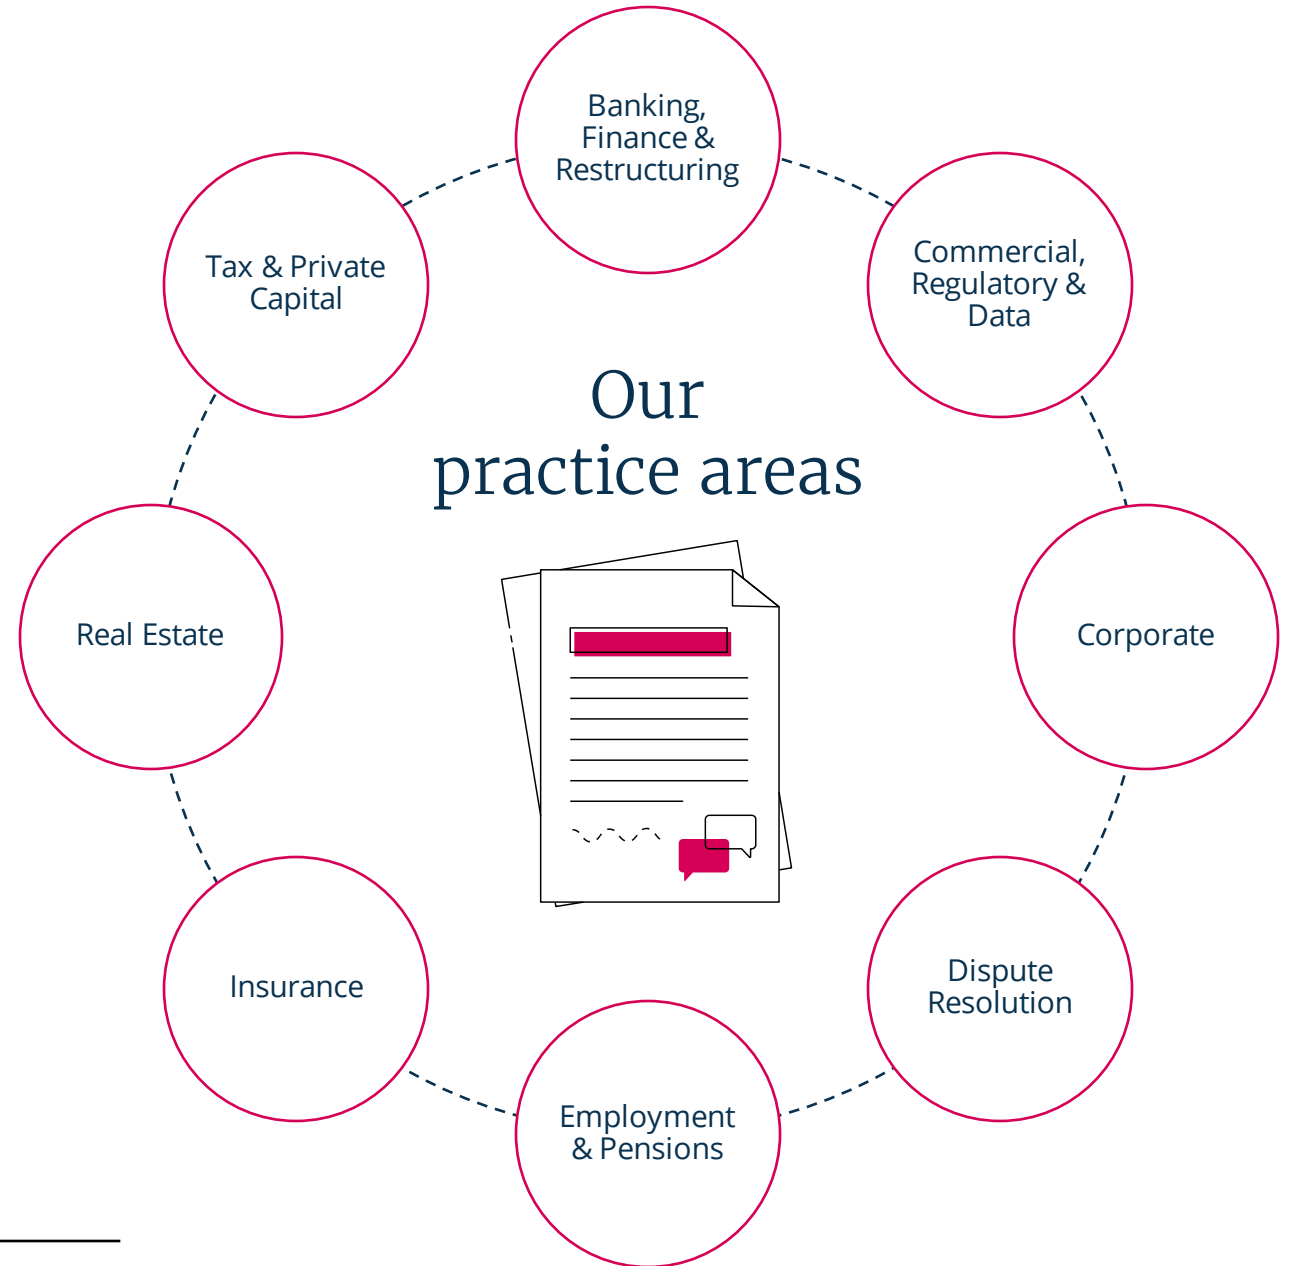 Our
practice areas
Banking,
Finance &
Restructuring
Commercial,
Regulatory &
Data
Corporate
Dispute
Resolution
Employment
& Pensions
Insurance
Real Estate
Tax & Private
Capital